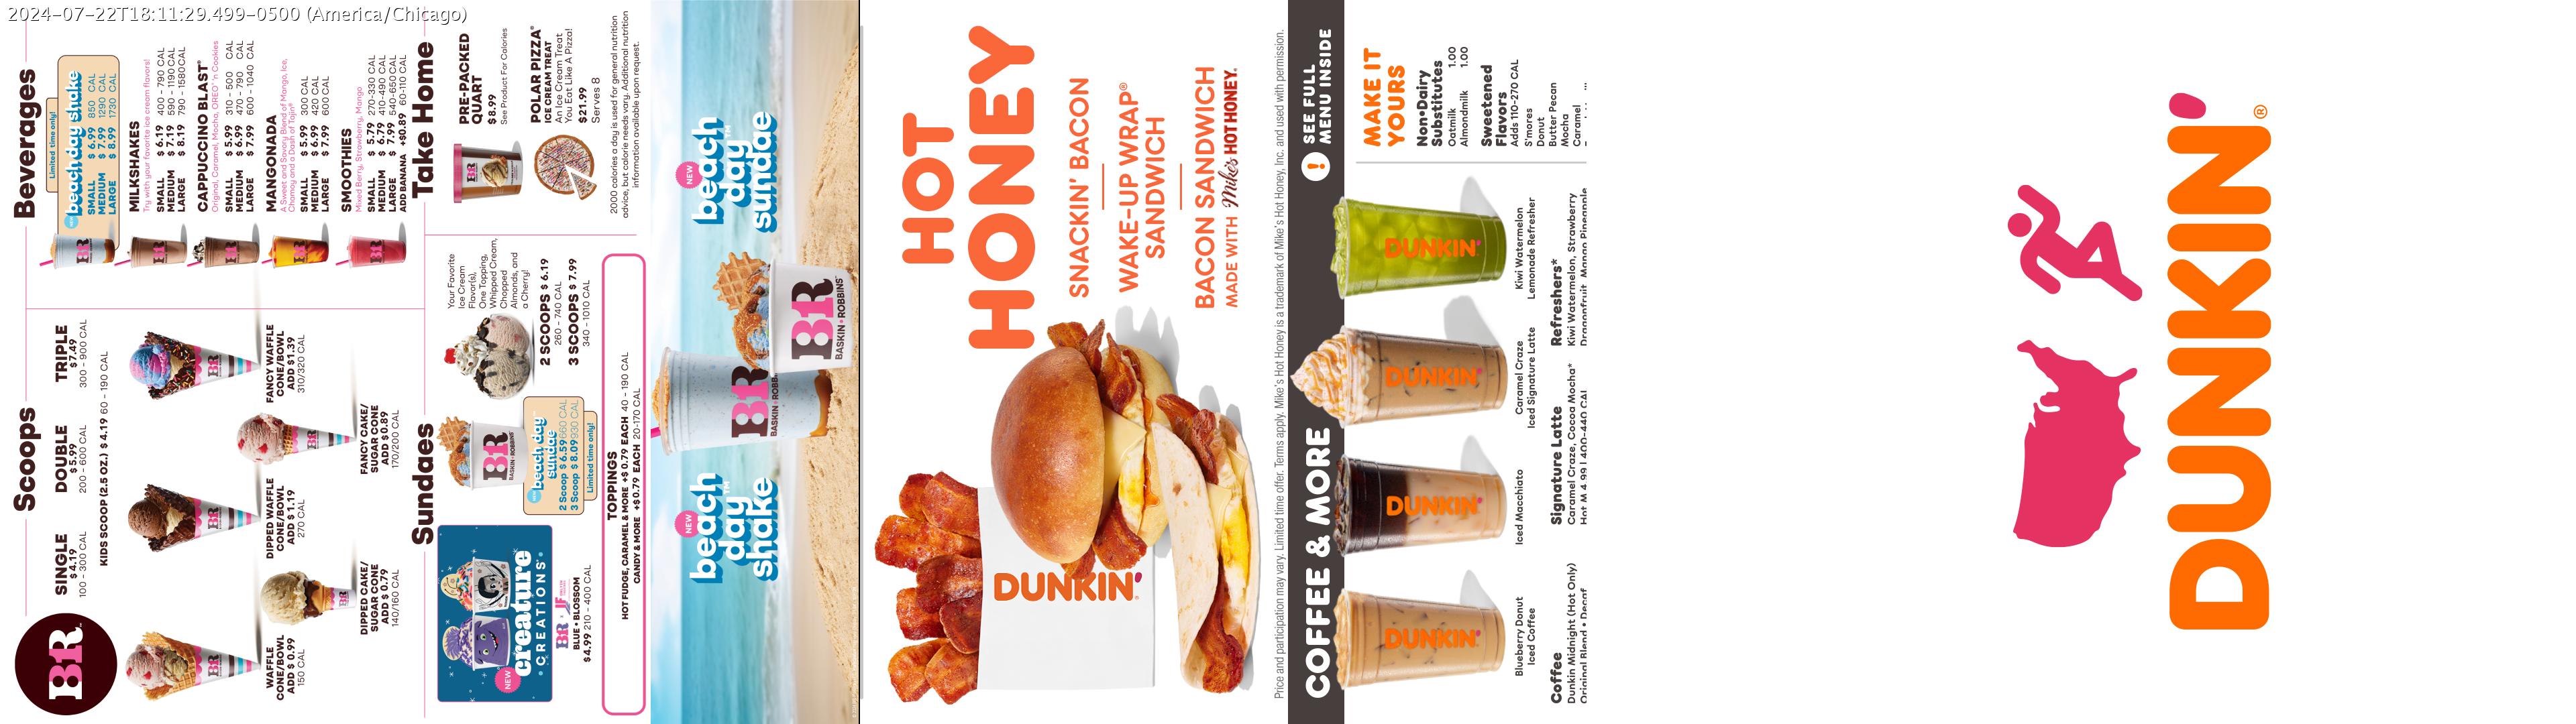 2024-07-22T18:11:29.499-0500 (America/Chicago)
BR
Scoops
SINGLE
$ 4.19
100 - 300 CAL
DOUBLE
$ 5.99
200 - 600 CAL
TRIPLE
$7.49
300 - 900 CAL
KIDS SCOOP (2.5 OZ.) $ 4.19 60 - 190 CAL
WAFFLE
CONE/BOWL
ADD $ 0.99
150 CAL
DIPPED CAKE/
SUGAR CONE
ADD $ 0.79
140/160 CAL
DIPPED WAFFLE
CONE/BOWL
ADD $ 1.19
270 CAL
FANCY CAKE/
SUGAR CONE
ADD $ 0.89
170/200 CAL
FANCY WAFFLE
CONE/BOWL
ADD $1.39
310/320 CAL
Beverages
Limited time only!
beach day shake
SMALL $ 6.99 850 CAL
MEDIUM $ 7.99 1290 CAL
LARGE $ 8.99 1730 CAL
MILKSHAKES
Try with your favorite ice cream flavors!
SMALL $ 6.19 400 - 790 CAL
MEDIUM $ 7.19 590 - 1190 CAL
LARGE $ 8.19 790 - 1580 CAL
CAPPUCCINO BLAST®
Original, Caramel, Mocha, OREO® 'n Cookies
SMALL $ 5.99 310 - 500 CAL
MEDIUM $ 6.99 470 - 790 CAL
LARGE $ 7.99 600 - 1040 CAL
MANGONADA
A Sweet and Savory Blend of Mango, Ice,
Chamoy and a Dash of Tajín®
SMALL $ 5.99 300 CAL
MEDIUM $ 6.99 420 CAL
LARGE $ 7.99 600 CAL
SMOOTHIES
Mixed Berry, Strawberry, Mango
SMALL $ 5.79 270-330 CAL
MEDIUM $ 6.79 410-490 CAL
LARGE $ 7.99 540-650 CAL
ADD BANANA +$0.89 60-110 CAL
Sundaes
NEW
creature
CREATIONS®
BR
BLUE • BLOSSOM
$4.99 210 - 400 CAL
BR
BASKIN ROBBINS
beach day
sundae
2 Scoop $ 6.59 660 CAL
3 Scoop $ 8.09 930 CAL
Limited time only!
Your Favorite
Ice Cream
Flavor(s),
One Topping,
Whipped Cream,
Chopped
Almonds, and
a Cherry!
2 SCOOPS $ 6.19
260 - 740 CAL
3 SCOOPS $ 7.99
340 - 1010 CAL
TOPPINGS
HOT FUDGE, CARAMEL & MORE +$ 0.79 EACH 40 - 190 CAL
CANDY & MORE +$0.79 EACH 20-170 CAL
Take Home
PRE-PACKED
QUART
$8.99
See Product For Calories
POLAR PIZZA®
ICE CREAM TREAT
An Ice Cream Treat
You Eat Like A Pizza!
$21.99
Serves 8
2000 calories a day is used for general nutrition
advice, but calorie needs vary. Additional nutrition
information available upon request.
NEW
beach
day
shake
BR
BASKIN ROBBINS
BR
BASKIN ROBBINS
NEW
beach
day™
sundae
HOT
HONEY
SNACKIN' BACON
WAKE-UP WRAP®
SANDWICH
BACON SANDWICH
MADE WITH Mike's HOT HONEY.
DUNKIN'
Price and participation may vary. Limited time offer. Terms apply. Mike's Hot Honey is a trademark of Mike's Hot Honey, Inc. and used with permission.
COFFEE & MORE
! SEE FULL
MENU INSIDE
DUNKIN'
DUNKIN'
DUNKIN'
DUNKIN'
Blueberry Donut
Iced Coffee
Iced Macchiato
Caramel Craze
Iced Signature Latte
Kiwi Watermelon
Lemonade Refresher
Coffee
Dunkin Midnight (Hot Only)
Original Blend • Decaf
Signature Latte
Caramel Craze, Cocoa Mocha*
Hot M 4.99 | 400-440 CAL
Refreshers*
Kiwi Watermelon, Strawberry
Dragonfruit, Mango Pineapple
MAKE IT
YOURS
Non•Dairy
Substitutes
Oatmilk 1.00
Almondmilk 1.00
Sweetened
Flavors
Adds 110-270 CAL
S'mores
Donut
Butter Pecan
Mocha
Caramel
DUNKIN'®